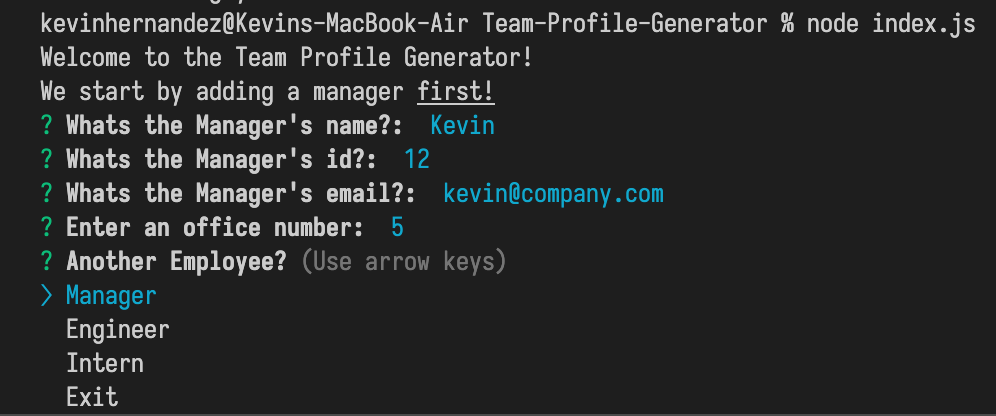 kevinhernandez@Kevins-MacBook-Air Team-Profile-Generator % node index.js
Welcome to the Team Profile Generator!
We start by adding a manager first!
? Whats the Manager's name?:  Kevin
? Whats the Manager's id?:  12
? Whats the Manager's email?:  kevin@company.com
? Enter an office number:  5
? Another Employee? (Use arrow keys)
> Manager
  Engineer
  Intern
  Exit